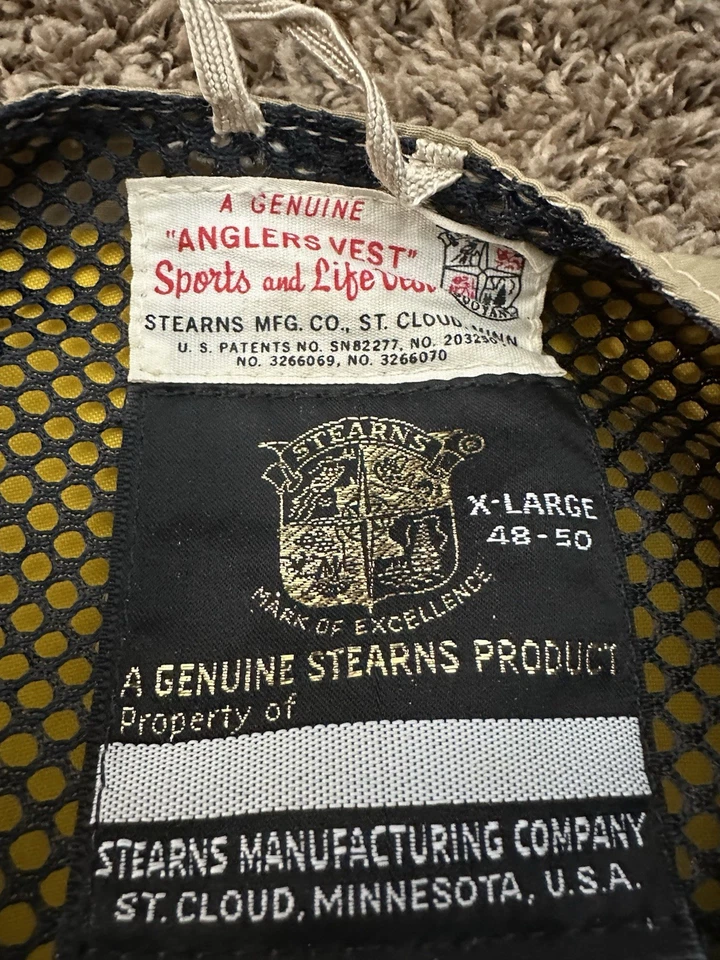 A GENUINE
"ANGLERS VEST"
Sports and Life
STEARNS MFG. CO., ST. CLOUD, MINN
U. S. PATENTS NO. SN82277, NO.
NO. 3266069, NO. 3266070
STEARNS ®
X-LARGE
48-50
MARK OF EXCELLENCE
A GENUINE STEARNS PRODUCT
Property of
STEARNS MANUFACTURING COMPANY
ST. CLOUD, MINNESOTA, U.S.A.